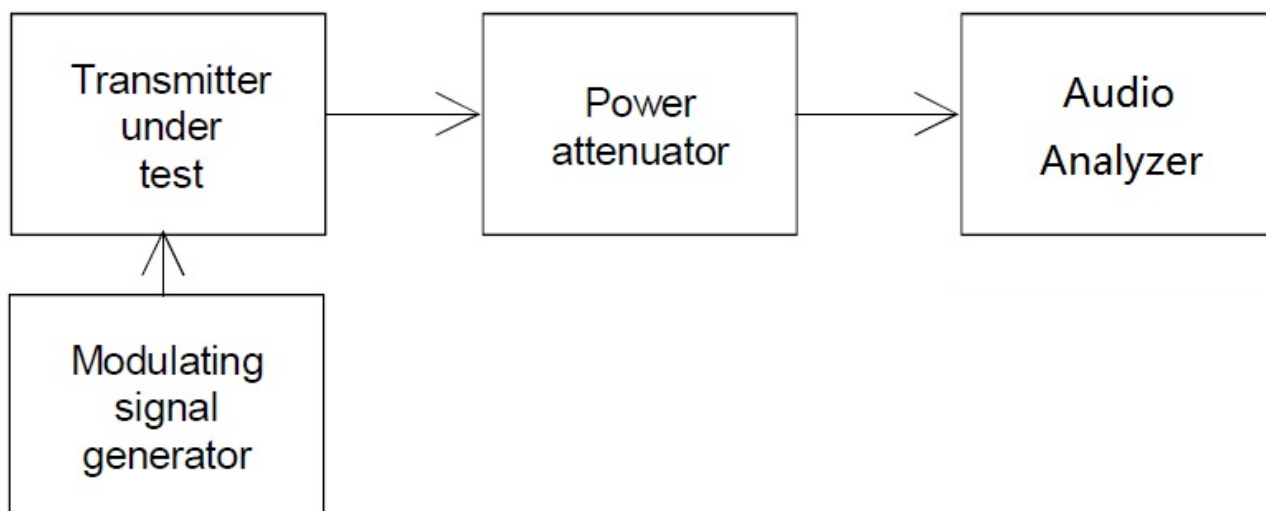 Transmitter
under
test
Power
attenuator
Audio
Analyzer
Modulating
signal
generator